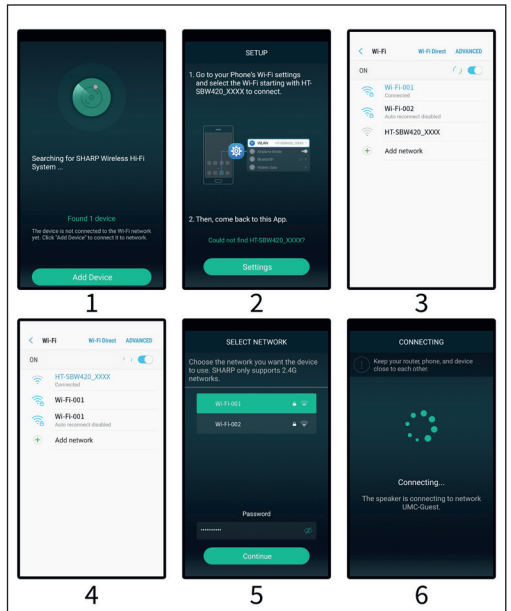 Searching for SHARP Wireless Hi-Fi
System ...
Found 1 device
The device is not connected to the Wi-Fi network
yet. Click "Add Device" to connect it to network.
Add Device
1
SETUP
1. Go to your Phone's Wi-Fi settings
and select the Wi-Fi starting with HT-
SBW420_XXXX to connect.
WLAN HT-SBW420_XXXX
Airplane Mode
Bluetooth
Mobile Data
2. Then, come back to this App.
Could not find HT-SBW420_XXXX?
Settings
2
Wi-Fi Wi-Fi Direct ADVANCED
ON
Wi-Fi-001
Connected
Wi-Fi-002
Auto reconnect disabled
HT-SBW420_XXXX
Add network
3
Wi-Fi Wi-Fi Direct ADVANCED
ON
HT-SBW420_XXXX
Connected
Wi-Fi-001
Wi-Fi-001
Auto reconnect disabled
Add network
4
SELECT NETWORK
Choose the network you want the device
to use. SHARP only supports 2.4G
networks.
Wi-Fi-001
Wi-Fi-002
Password
Continue
5
CONNECTING
Keep your router, phone, and device
close to each other.
Connecting...
The speaker is connecting to network
UMC-Guest.
6